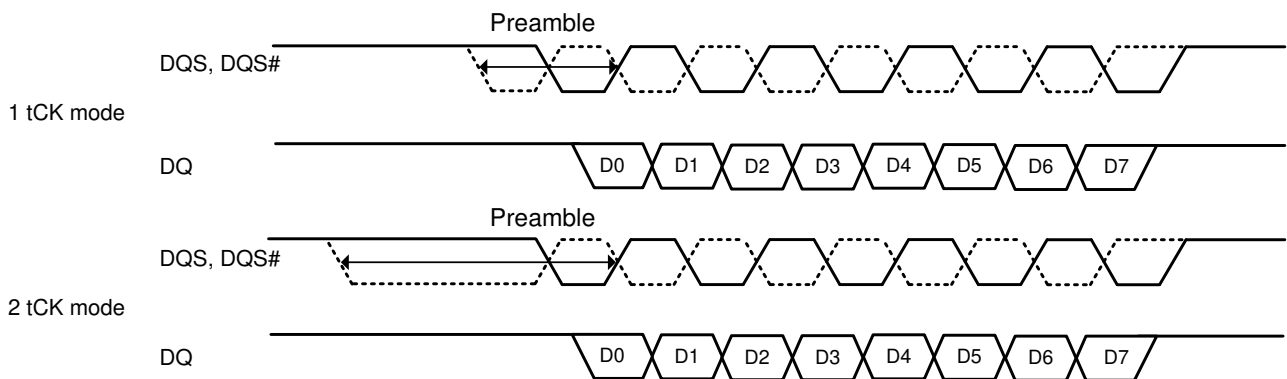 Preamble
DQS, DQS#
1 tCK mode
DQ
D0 D1 D2 D3 D4 D5 D6 D7
Preamble
DQS, DQS#
2 tCK mode
DQ
D0 D1 D2 D3 D4 D5 D6 D7